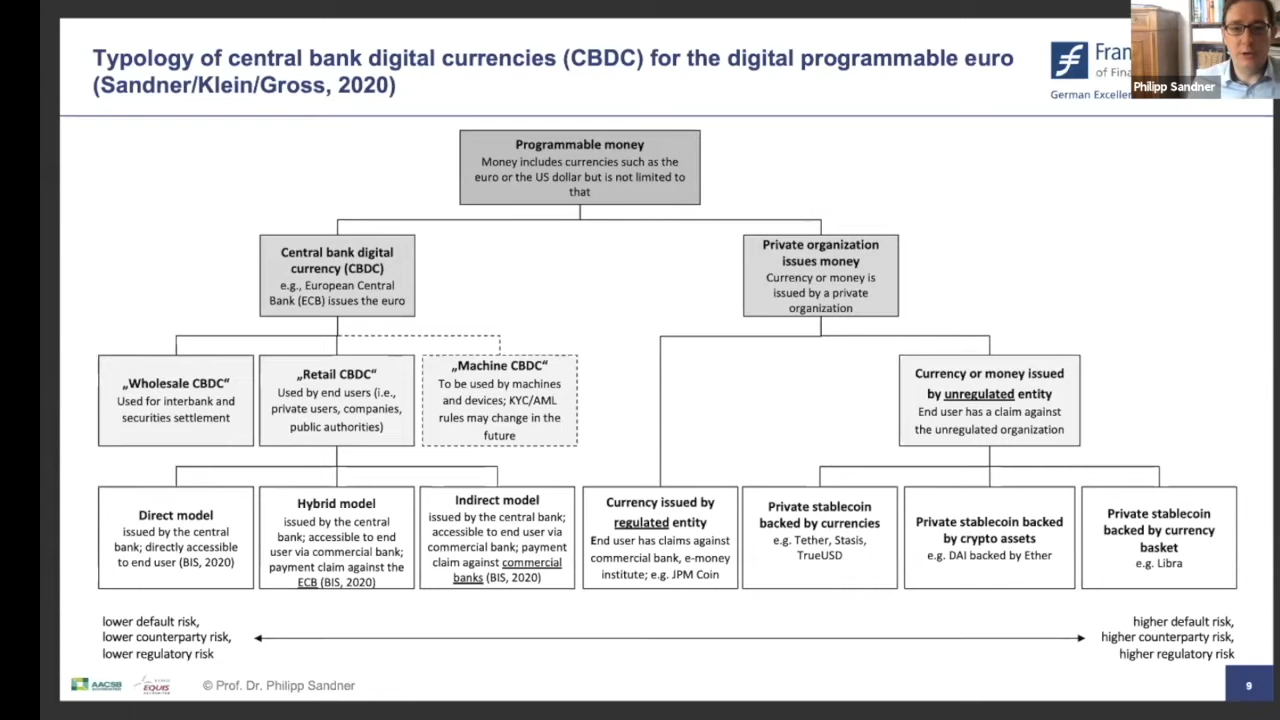 Typology of central bank digital currencies (CBDC) for the digital programmable euro
(Sandner/Klein/Gross, 2020)
of
German
Philipp Sandner
Programmable money
Money includes currencies such as the
euro or the US dollar but is not limited to
that
Central bank digital
currency (CBDC)
e.g., European Central
Bank (ECB) issues the euro
Private organization
issues money
Currency or money is
issued by a private
organization
„Wholesale CBDC“
Used for interbank and
securities settlement
„Retail CBDC“
Used by end users (i.e.,
private users, companies,
public authorities)
„Machine CBDC“
To be used by machines
and devices; KYC/AML
rules may change in the
future
Currency or money issued
by unregulated entity
End user has a claim against
the unregulated organization
Direct model
issued by the central
bank; directly accessible
to end user (BIS, 2020)
Hybrid model
issued by the central
bank; accessible to end
user via commercial bank;
payment claim against the
ECB (BIS, 2020)
Indirect model
issued by the central bank;
accessible to end user via
commercial bank; payment
claim against commercial
banks (BIS, 2020)
Currency issued by
regulated entity
End user has claims against
commercial bank, e-money
institute; e.g. JPM Coin
Private stablecoin
backed by currencies
e.g. Tether, Stasis,
TrueUSD
Private stablecoin backed
by crypto assets
e.g. DAI backed by Ether
Private stablecoin
backed by currency
basket
e.g. Libra
lower default risk,
lower counterparty risk,
lower regulatory risk
higher default risk,
higher counterparty risk,
higher regulatory risk
AACSB
EQUIS
© Prof. Dr. Philipp Sandner
9